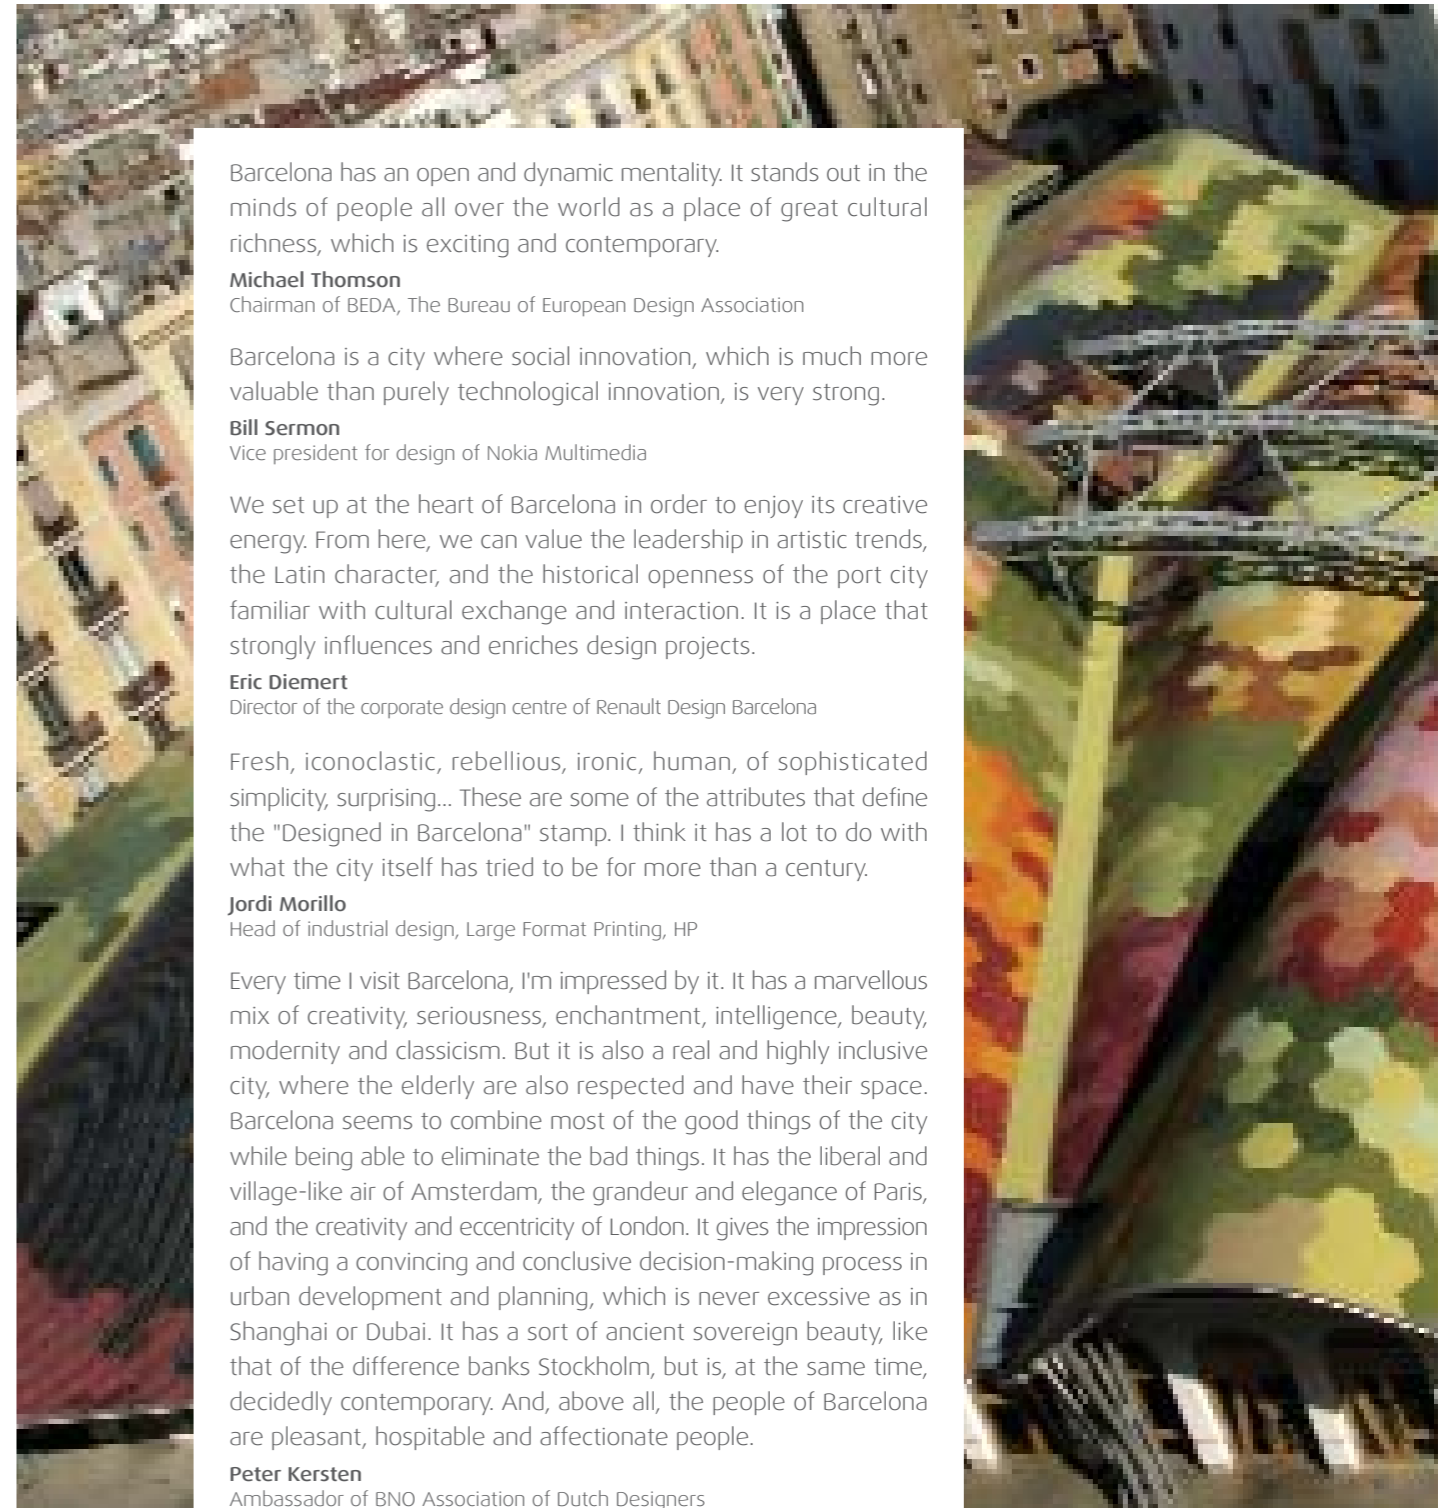 Barcelona has an open and dynamic mentality. It stands out in the
minds of people all over the world as a place of great cultural
richness, which is exciting and contemporary.
Michael Thomson
Chairman of BEDA, The Bureau of European Design Association
Barcelona is a city where social innovation, which is much more
valuable than purely technological innovation, is very strong.
Bill Sermon
Vice president for design of Nokia Multimedia
We set up at the heart of Barcelona in order to enjoy its creative
energy. From here, we can value the leadership in artistic trends,
the Latin character, and the historical openness of the port city
familiar with cultural exchange and interaction. It is a place that
strongly influences and enriches design projects.
Eric Diemert
Director of the corporate design centre of Renault Design Barcelona
Fresh, iconoclastic, rebellious, ironic, human, of sophisticated
simplicity, surprising... These are some of the attributes that define
the "Designed in Barcelona" stamp. I think it has a lot to do with
what the city itself has tried to be for more than a century.
Jordi Morillo
Head of industrial design, Large Format Printing, HP
Every time I visit Barcelona, I'm impressed by it. It has a marvellous
mix of creativity, seriousness, enchantment, intelligence, beauty,
modernity and classicism. But it is also a real and highly inclusive
city, where the elderly are also respected and have their space.
Barcelona seems to combine most of the good things of the city
while being able to eliminate the bad things. It has the liberal and
village-like air of Amsterdam, the grandeur and elegance of Paris,
and the creativity and eccentricity of London. It gives the impression
of having a convincing and conclusive decision-making process in
urban development and planning, which is never excessive as in
Shanghai or Dubai. It has a sort of ancient sovereign beauty, like
that of the difference banks Stockholm, but is, at the same time,
decidedly contemporary. And, above all, the people of Barcelona
are pleasant, hospitable and affectionate people.
Peter Kersten
Ambassador of BNO Association of Dutch Designers